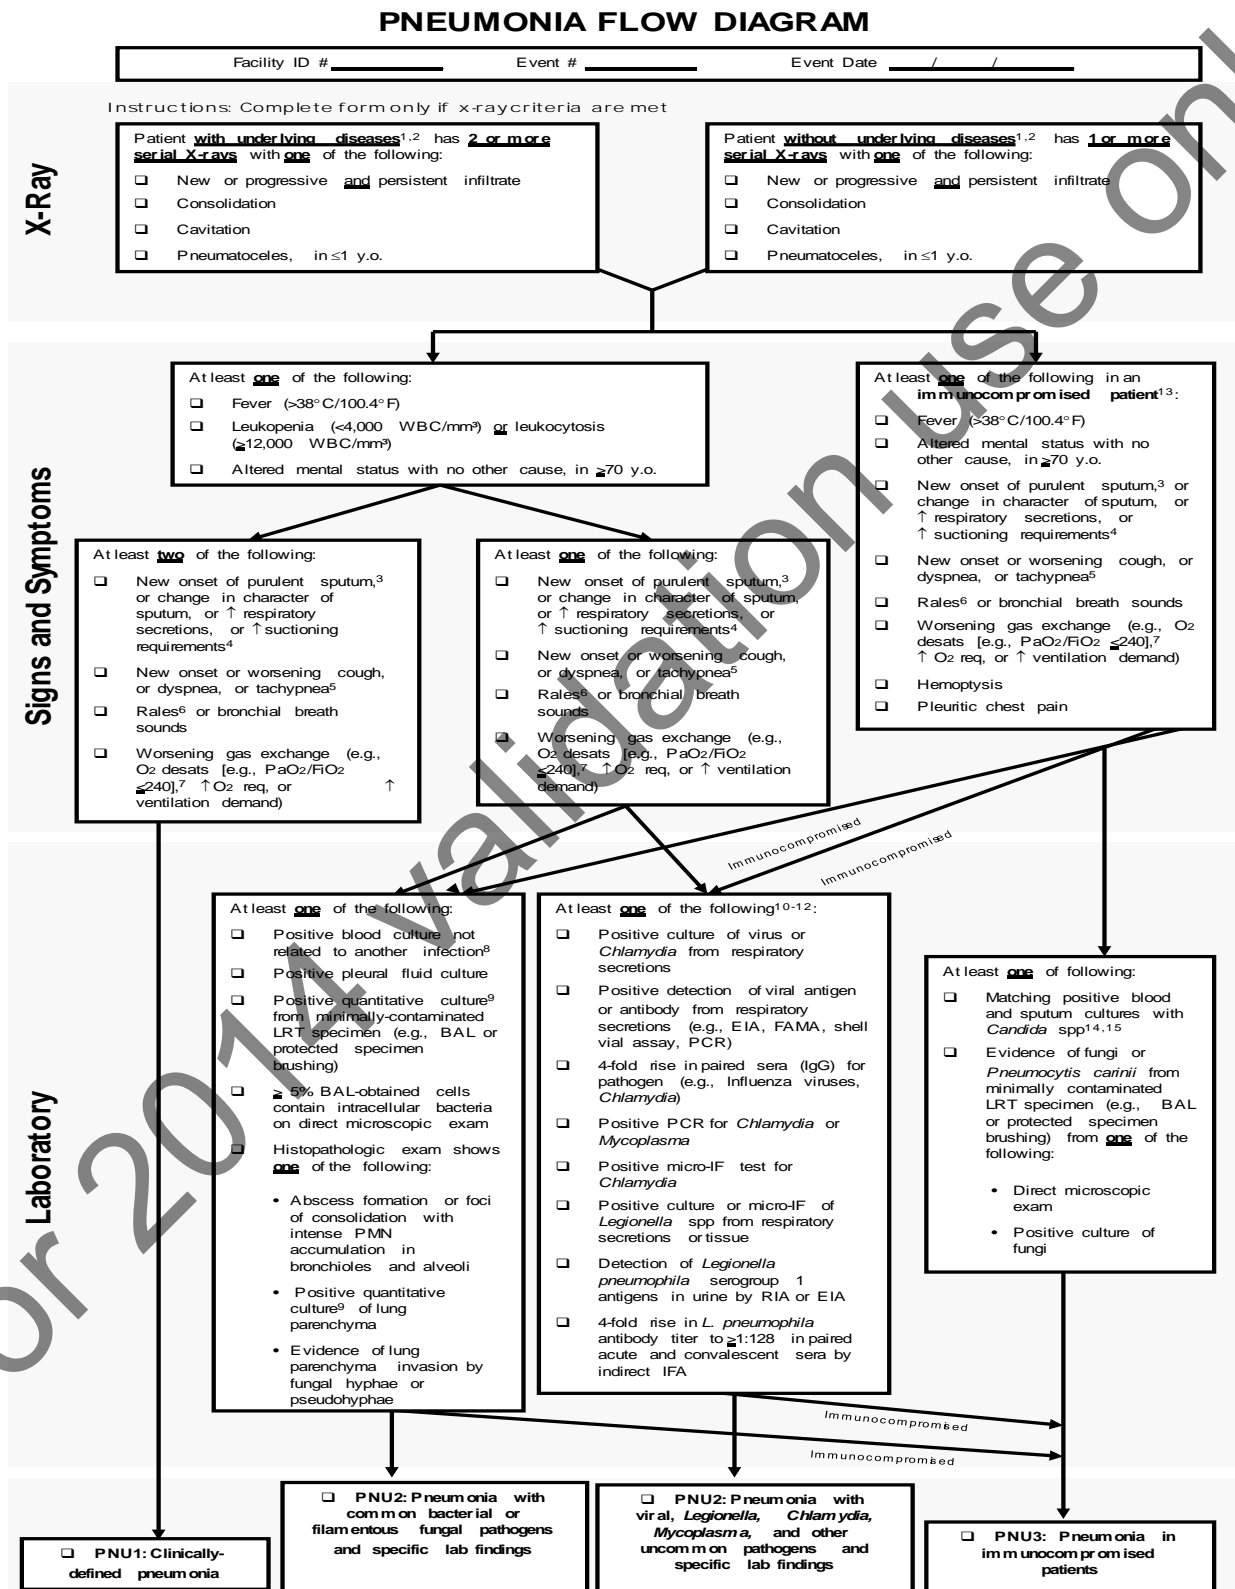 PNEUMONIA FLOW DIAGRAM
Facility ID # Event # Event Date / /
Instructions: Complete form only if x-ray criteria are met
X-Ray
Patient with underlying diseases1,2 has 2 or more
serial X-rays with one of the following:
❑ New or progressive and persistent infiltrate
❑ Consolidation
❑ Cavitation
❑ Pneumatoceles, in ≤1 y.o.
Patient without underlying diseases1,2 has 1 or more
serial X-rays with one of the following:
❑ New or progressive and persistent infiltrate
❑ Consolidation
❑ Cavitation
❑ Pneumatoceles, in ≤1 y.o.
Signs and Symptoms
At least one of the following:
❑ Fever (>38°C/100.4°F)
❑ Leukopenia (<4,000 WBC/mm³) or leukocytosis
(≥12,000 WBC/mm³)
❑ Altered mental status with no other cause, in ≥70 y.o.
At least one of the following in an
immunocompromised patient13:
❑ Fever (>38°C/100.4°F)
❑ Altered mental status with no
other cause, in ≥70 y.o.
❑ New onset of purulent sputum,3 or
change in character of sputum, or
↑ respiratory secretions, or
↑ suctioning requirements4
❑ New onset or worsening cough, or
dyspnea, or tachypnea5
❑ Rales6 or bronchial breath sounds
❑ Worsening gas exchange (e.g., O2
desats [e.g., PaO2/FiO2 ≤240],7
↑ O2 req, or ↑ ventilation demand)
❑ Hemoptysis
❑ Pleuritic chest pain
At least two of the following:
❑ New onset of purulent sputum,3
or change in character of
sputum, or ↑ respiratory
secretions, or ↑ suctioning
requirements4
❑ New onset or worsening cough,
or dyspnea, or tachypnea5
❑ Rales6 or bronchial breath
sounds
❑ Worsening gas exchange (e.g.,
O2 desats [e.g., PaO2/FiO2
≤240],7 ↑ O2 req, or ↑
ventilation demand)
At least one of the following:
❑ New onset of purulent sputum,3
or change in character of sputum,
or ↑ respiratory secretions, or
↑ suctioning requirements4
❑ New onset or worsening cough,
or dyspnea, or tachypnea5
❑ Rales6 or bronchial breath
sounds
❑ Worsening gas exchange (e.g.,
O2 desats [e.g., PaO2/FiO2
≤240],7 ↑ O2 req, or ↑ ventilation
demand)
Immunocompromised
Immunocompromised
Laboratory
At least one of the following:
❑ Positive blood culture not
related to another infection8
❑ Positive pleural fluid culture
❑ Positive quantitative culture9
from minimally-contaminated
LRT specimen (e.g., BAL or
protected specimen
brushing)
❑ ≥ 5% BAL-obtained cells
contain intracellular bacteria
on direct microscopic exam
❑ Histopathologic exam shows
one of the following:
• Abscess formation or foci
of consolidation with
intense PMN
accumulation in
bronchioles and alveoli
• Positive quantitative
culture9 of lung
parenchyma
• Evidence of lung
parenchyma invasion by
fungal hyphae or
pseudohyphae
At least one of the following10-12:
❑ Positive culture of virus or
Chlamydia from respiratory
secretions
❑ Positive detection of viral antigen
or antibody from respiratory
secretions (e.g., EIA, FAMA, shell
vial assay, PCR)
❑ 4-fold rise in paired sera (IgG) for
pathogen (e.g., Influenza viruses,
Chlamydia)
❑ Positive PCR for Chlamydia or
Mycoplasma
❑ Positive micro-IF test for
Chlamydia
❑ Positive culture or micro-IF of
Legionella spp from respiratory
secretions or tissue
❑ Detection of Legionella
pneumophila serogroup 1
antigens in urine by RIA or EIA
❑ 4-fold rise in L. pneumophila
antibody titer to ≥1:128 in paired
acute and convalescent sera by
indirect IFA
At least one of following:
❑ Matching positive blood
and sputum cultures with
Candida spp14,15
❑ Evidence of fungi or
Pneumocytis carinii from
minimally contaminated
LRT specimen (e.g., BAL
or protected specimen
brushing) from one of the
following:
• Direct microscopic
exam
• Positive culture of
fungi
Immunocompromised
Immunocompromised
❑ PNU1: Clinically-
defined pneumonia
❑ PNU2: Pneumonia with
common bacterial or
filamentous fungal pathogens
and specific lab findings
❑ PNU2: Pneumonia with
viral, Legionella, Chlamydia,
Mycoplasma, and other
uncommon pathogens and
specific lab findings
❑ PNU3: Pneumonia in
immunocompromised
patients
or 2014 validation use onl